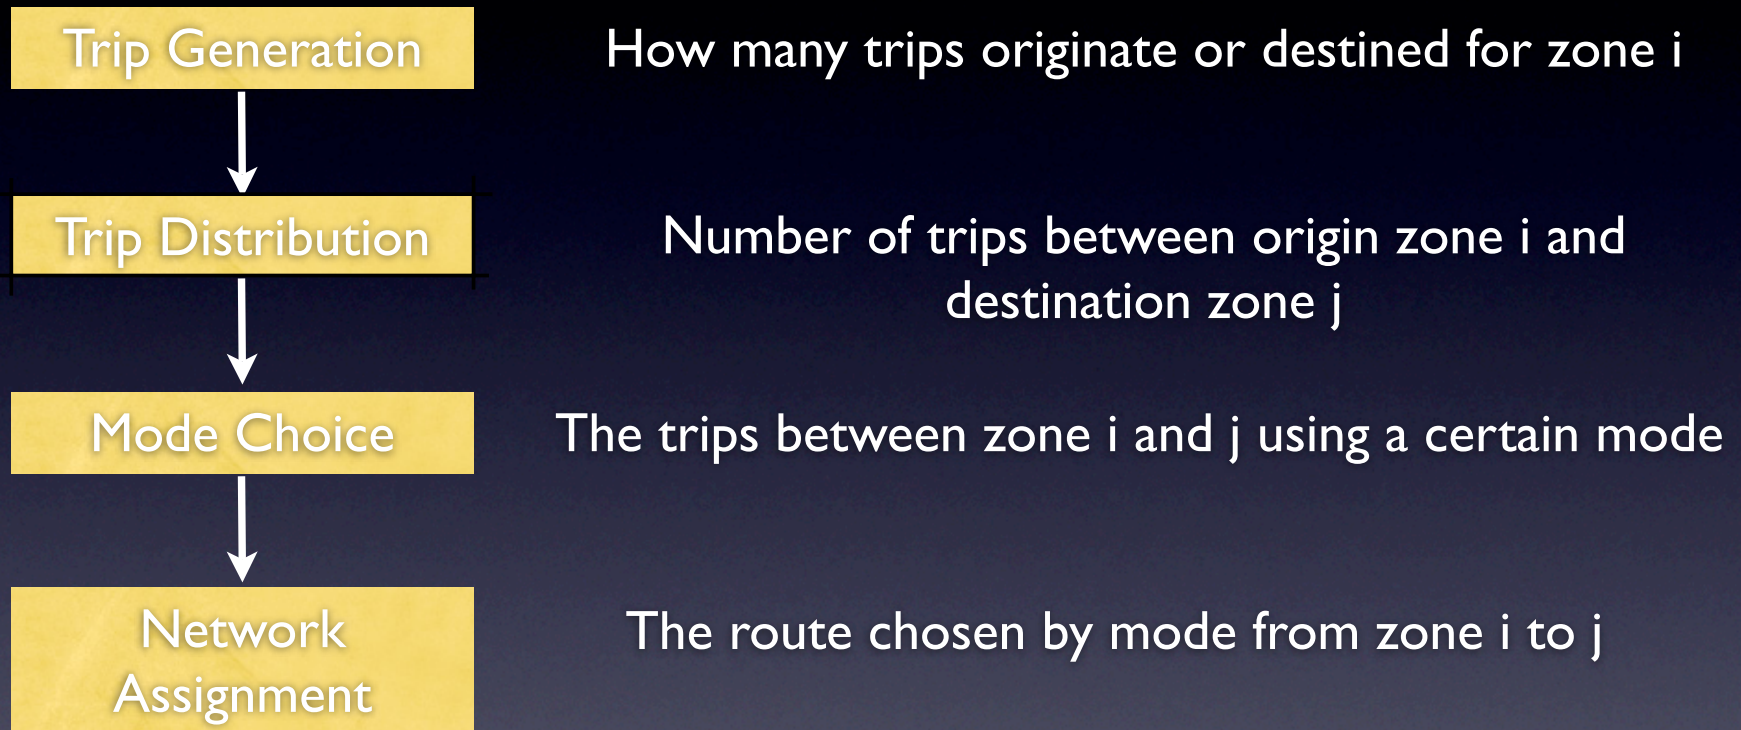 Trip Generation
How many trips originate or destined for zone i
Trip Distribution
Number of trips between origin zone i and
destination zone j
Mode Choice
The trips between zone i and j using a certain mode
Network
Assignment
The route chosen by mode from zone i to j